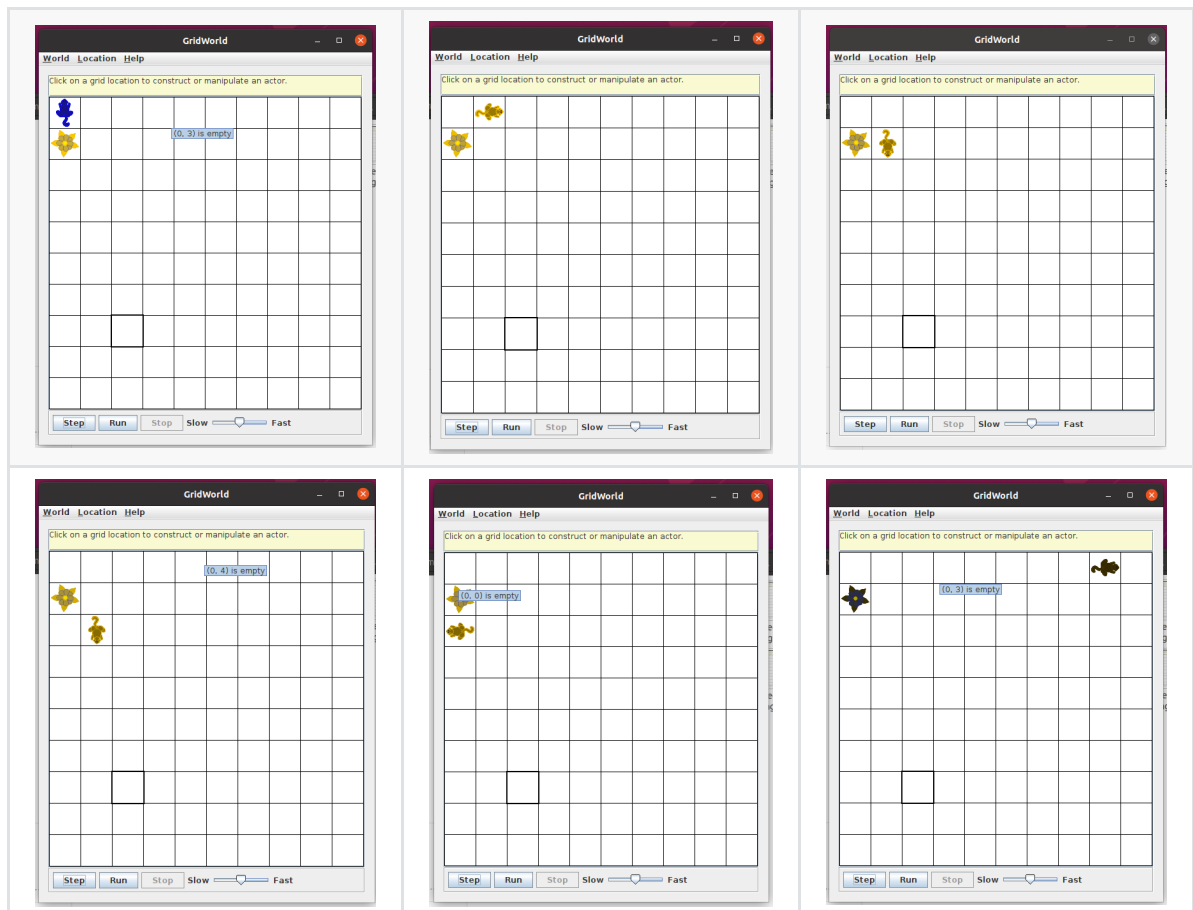 GridWorld
World Location Help
Click on a grid location to construct or manipulate an actor.
(0, 3) is empty
Step Run Stop Slow Fast
GridWorld
World Location Help
Click on a grid location to construct or manipulate an actor.
Step Run Stop Slow Fast
GridWorld
World Location Help
Click on a grid location to construct or manipulate an actor.
Step Run Stop Slow Fast
GridWorld
World Location Help
Click on a grid location to construct or manipulate an actor.
(0, 4) is empty
Step Run Stop Slow Fast
GridWorld
World Location Help
Click on a grid location to construct or manipulate an actor.
(0, 0) is empty
Step Run Stop Slow Fast
GridWorld
World Location Help
Click on a grid location to construct or manipulate an actor.
(0, 3) is empty
Step Run Stop Slow Fast